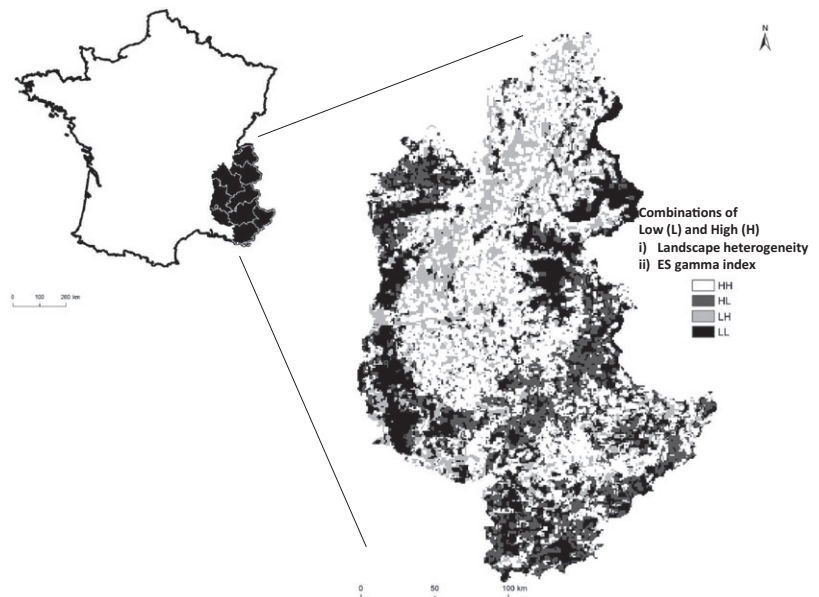 N
Combinations of
Low (L) and High (H)
i) Landscape heterogeneity
ii) ES gamma index
HH
HL
LH
LL
0 100 200 km
0 50 100 km